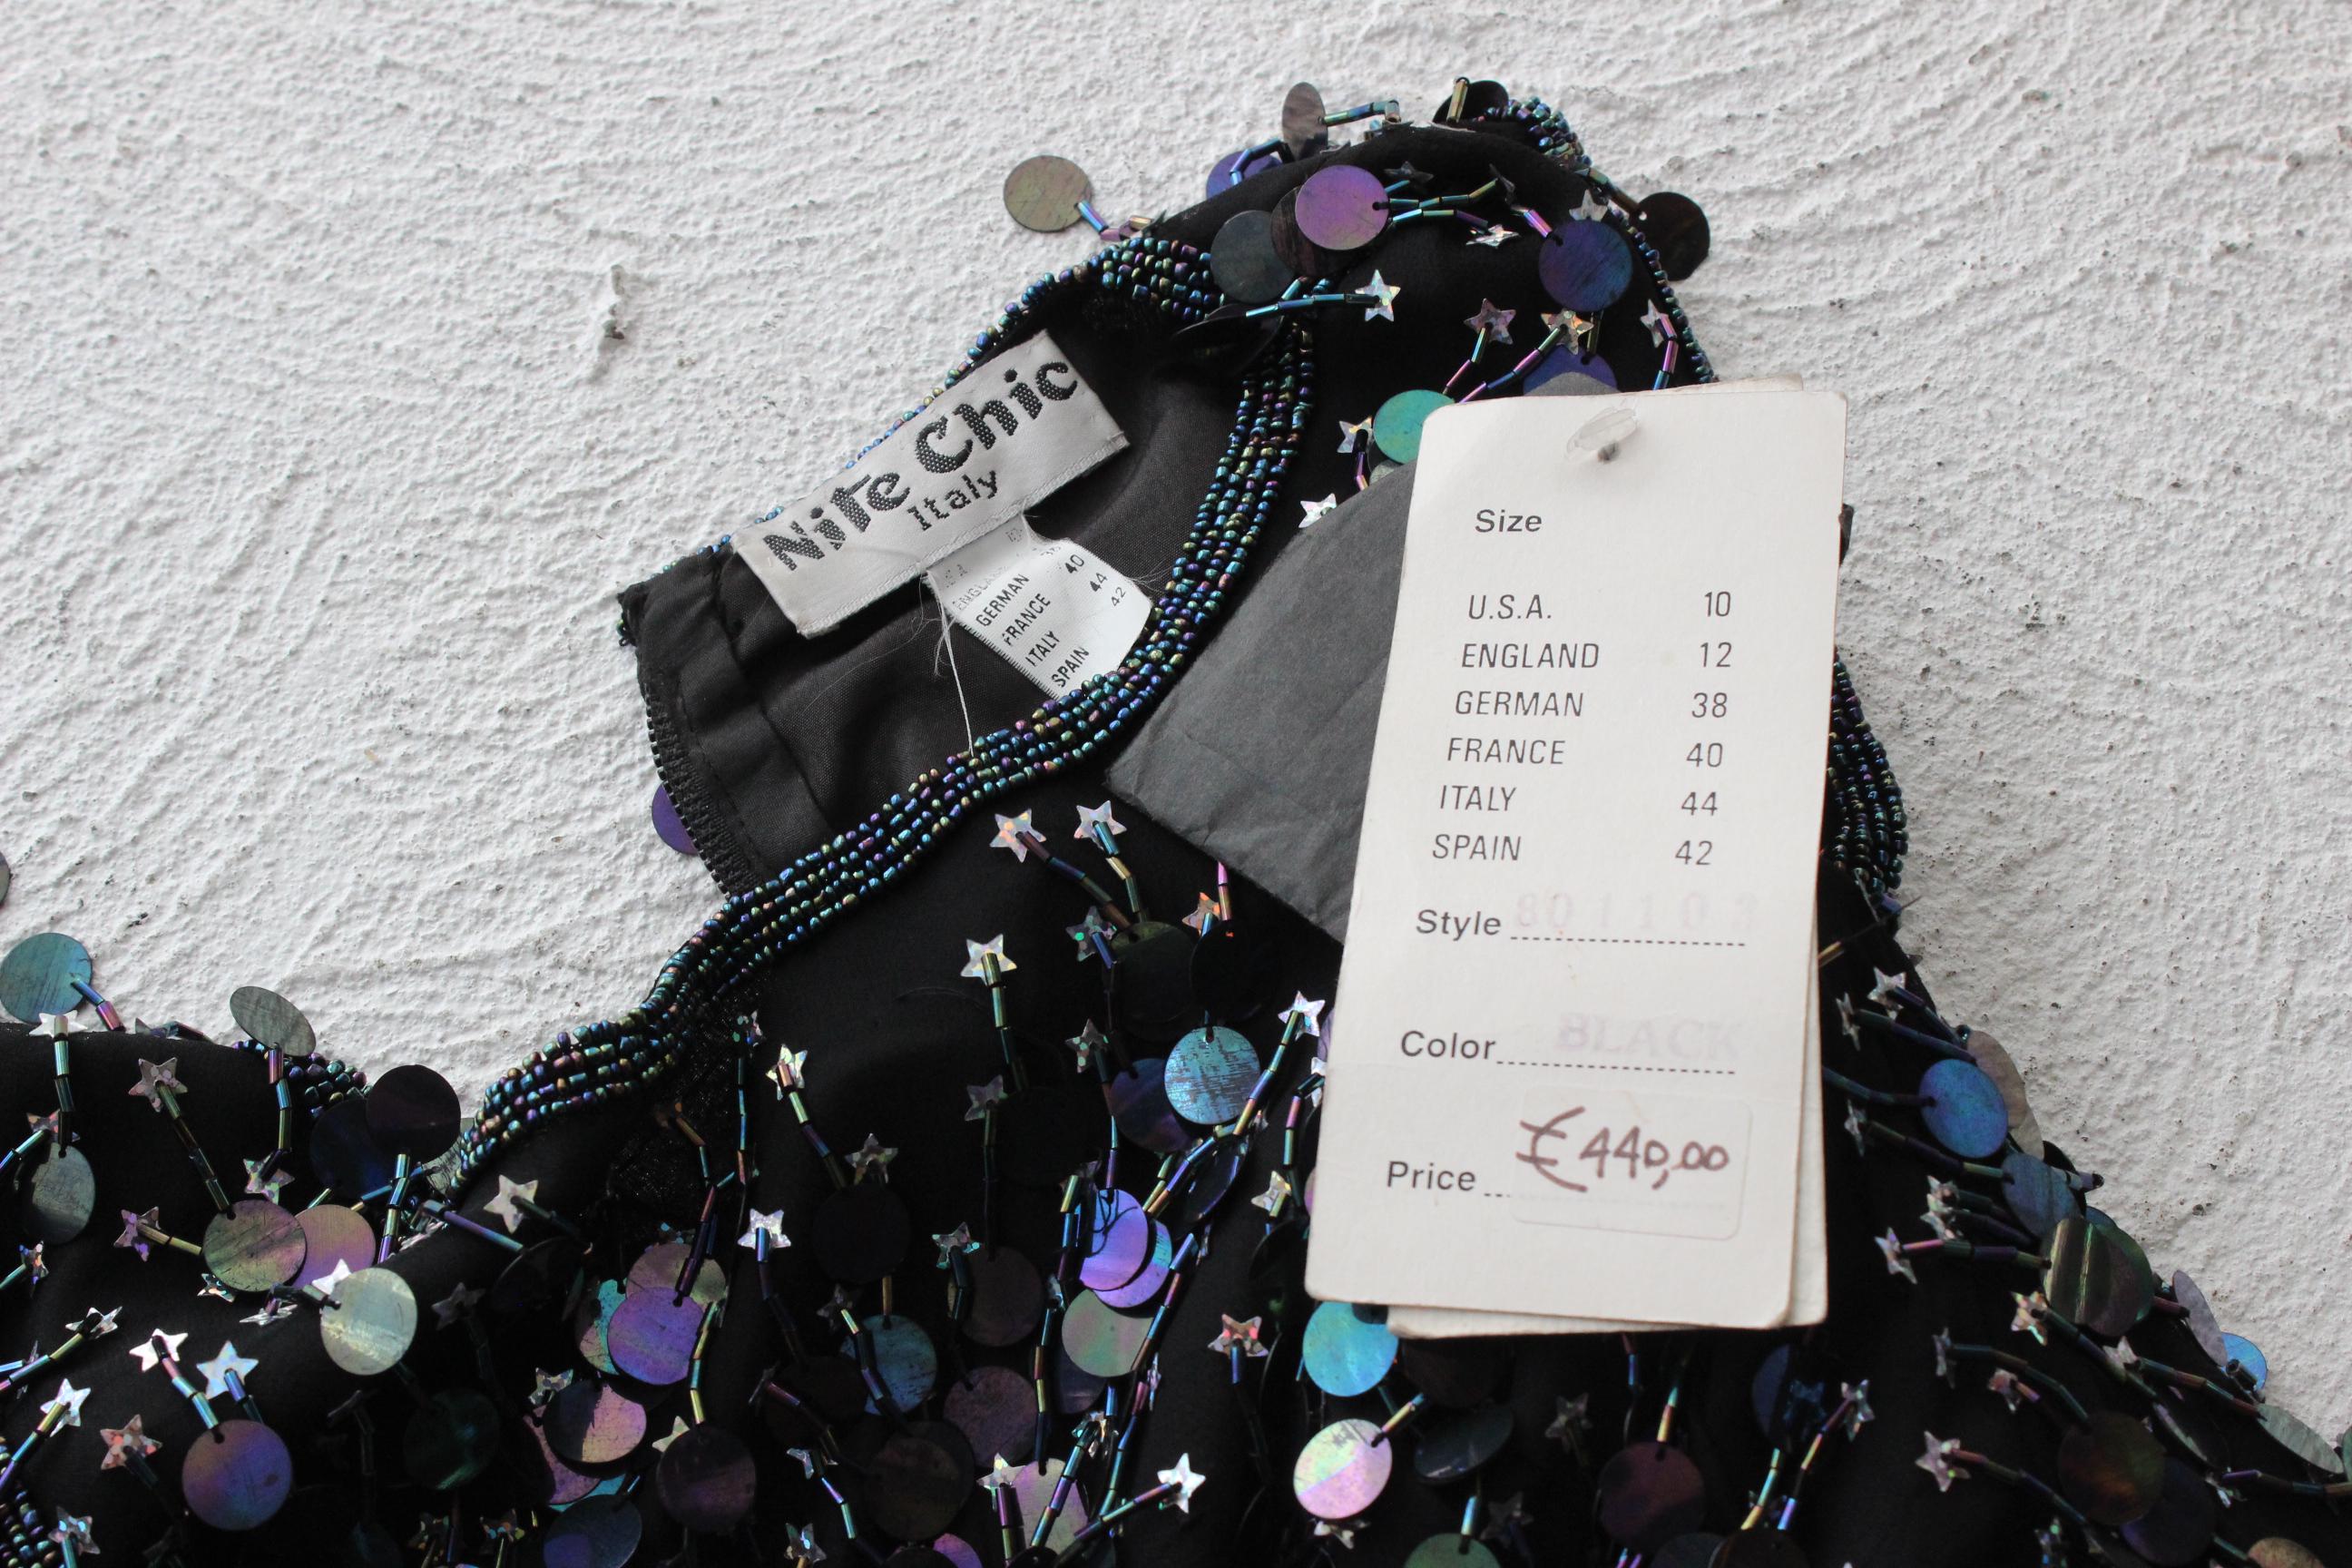 Nite Chic
Italy
ENGLA
GERMAN 40
FRANCE 44
ITALY 42
SPAIN
Size
U.S.A. 10
ENGLAND 12
GERMAN 38
FRANCE 40
ITALY 44
SPAIN 42
Style
Color BLACK
Price €440,00